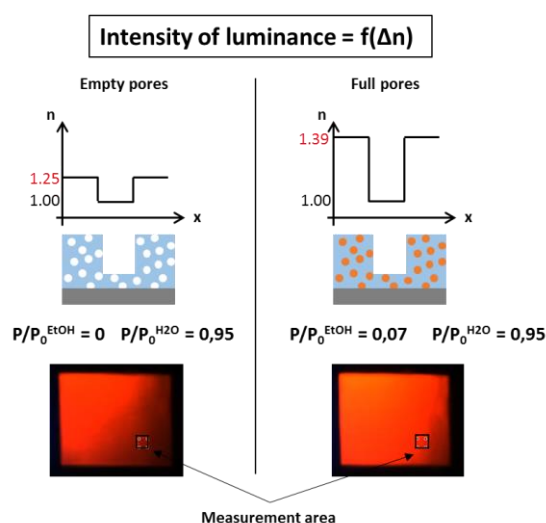 Intensity of luminance = f(Δn)
Empty pores
n
1.25
1.00
x
P/P₀ᴱᵗᴼᴴ = 0 P/P₀ᴴ²ᴼ = 0,95
Full pores
n
1.39
1.00
x
P/P₀ᴱᵗᴼᴴ = 0,07 P/P₀ᴴ²ᴼ = 0,95
Measurement area